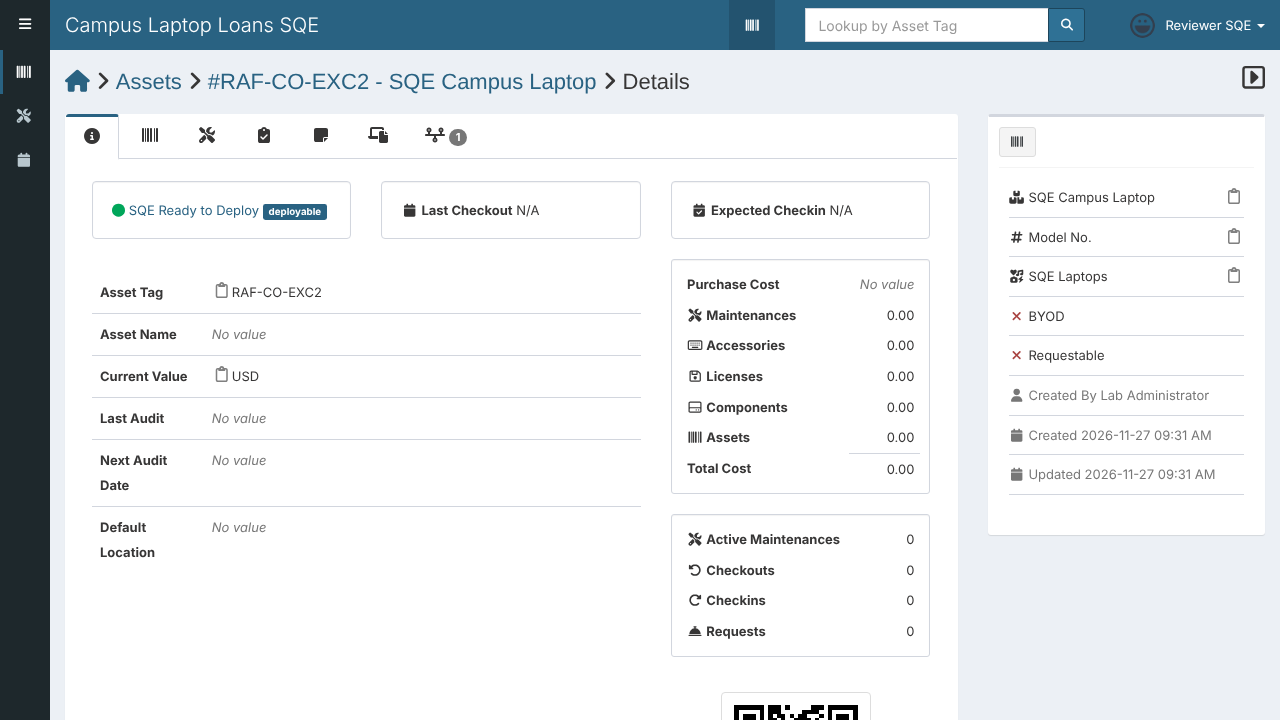 Campus Laptop Loans SQE
Lookup by Asset Tag
Reviewer SQE
Assets
#RAF-CO-EXC2 - SQE Campus Laptop
Details
1
SQE Ready to Deploy deployable
Last Checkout N/A
Expected Checkin N/A
Asset Tag RAF-CO-EXC2
Asset Name No value
Current Value USD
Last Audit No value
Next Audit Date No value
Default Location No value
Purchase Cost No value
Maintenances 0.00
Accessories 0.00
Licenses 0.00
Components 0.00
Assets 0.00
Total Cost 0.00
Active Maintenances 0
Checkouts 0
Checkins 0
Requests 0
SQE Campus Laptop
Model No.
SQE Laptops
BYOD
Requestable
Created By Lab Administrator
Created 2026-11-27 09:31 AM
Updated 2026-11-27 09:31 AM